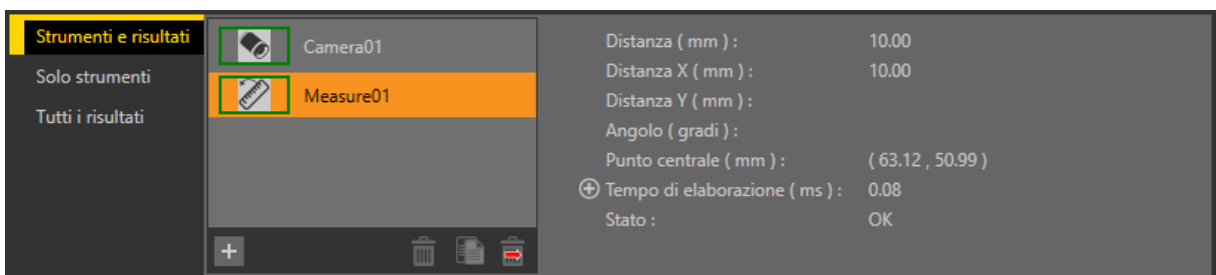 Strumenti e risultati
Solo strumenti
Tutti i risultati
Camera01
Measure01
Distanza ( mm ) : 10.00
Distanza X ( mm ) : 10.00
Distanza Y ( mm ) :
Angolo ( gradi ) :
Punto centrale ( mm ) : ( 63.12 , 50.99 )
Tempo di elaborazione ( ms ) : 0.08
Stato : OK